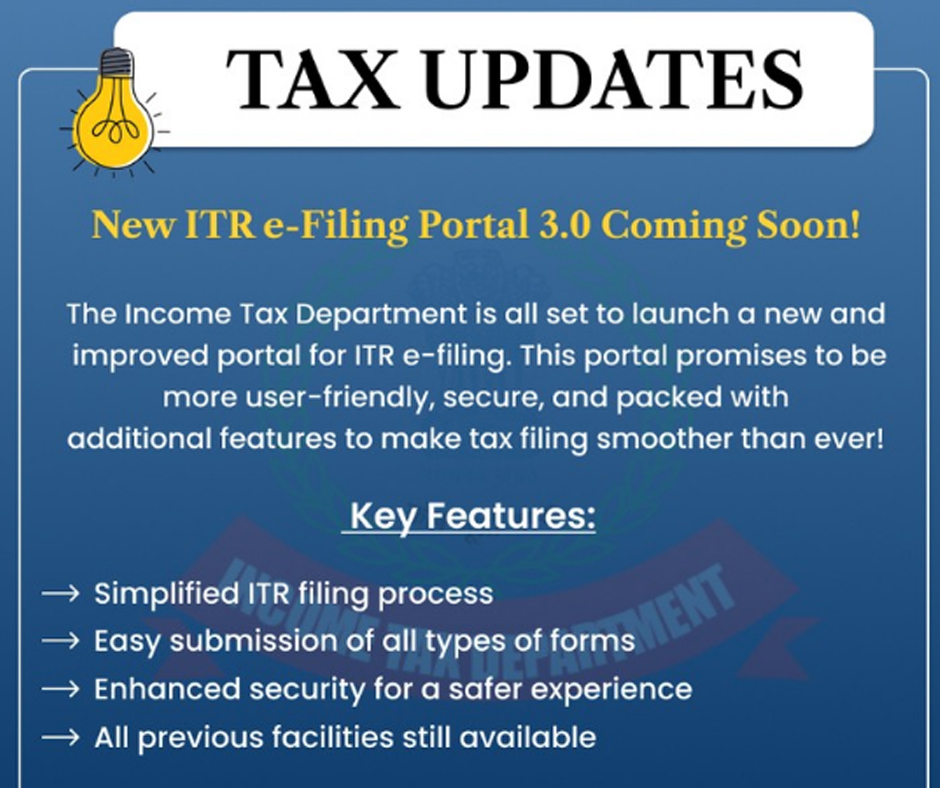 TAX UPDATES
New ITR e-Filing Portal 3.0 Coming Soon!
The Income Tax Department is all set to launch a new and
improved portal for ITR e-filing. This portal promises to be
more user-friendly, secure, and packed with
additional features to make tax filing smoother than ever!
Key Features:
→ Simplified ITR filing process
→ Easy submission of all types of forms
→ Enhanced security for a safer experience
→ All previous facilities still available
INCOME TAX DEPARTMENT